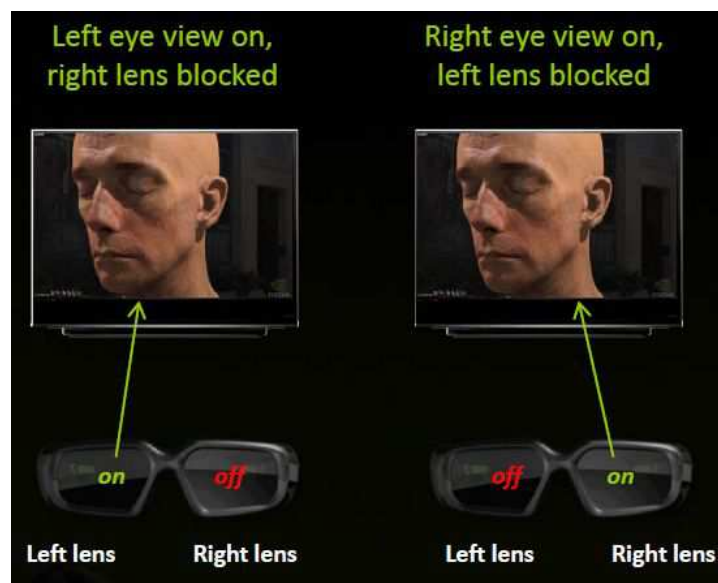 Left eye view on,
right lens blocked
Right eye view on,
left lens blocked
on
off
off
on
Left lens
Right lens
Left lens
Right lens